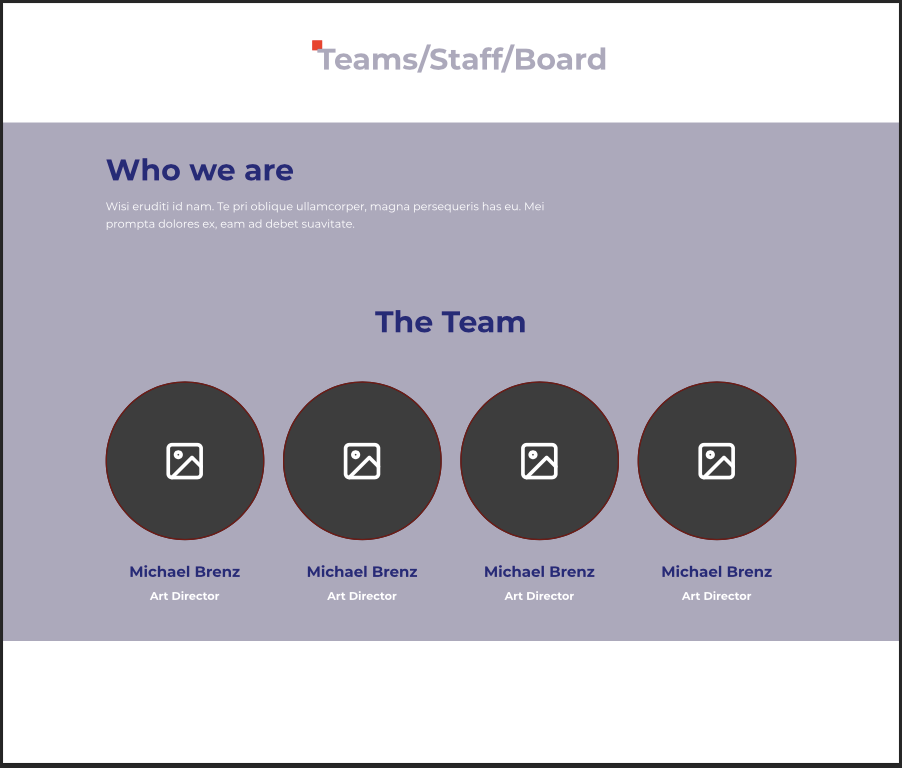 Teams/Staff/Board
Who we are
Wisi eruditi id nam. Te pri oblique ullamcorper, magna persequeris has eu. Mei
prompta dolores ex, eam ad debet suavitate.
The Team
Michael Brenz
Art Director
Michael Brenz
Art Director
Michael Brenz
Art Director
Michael Brenz
Art Director